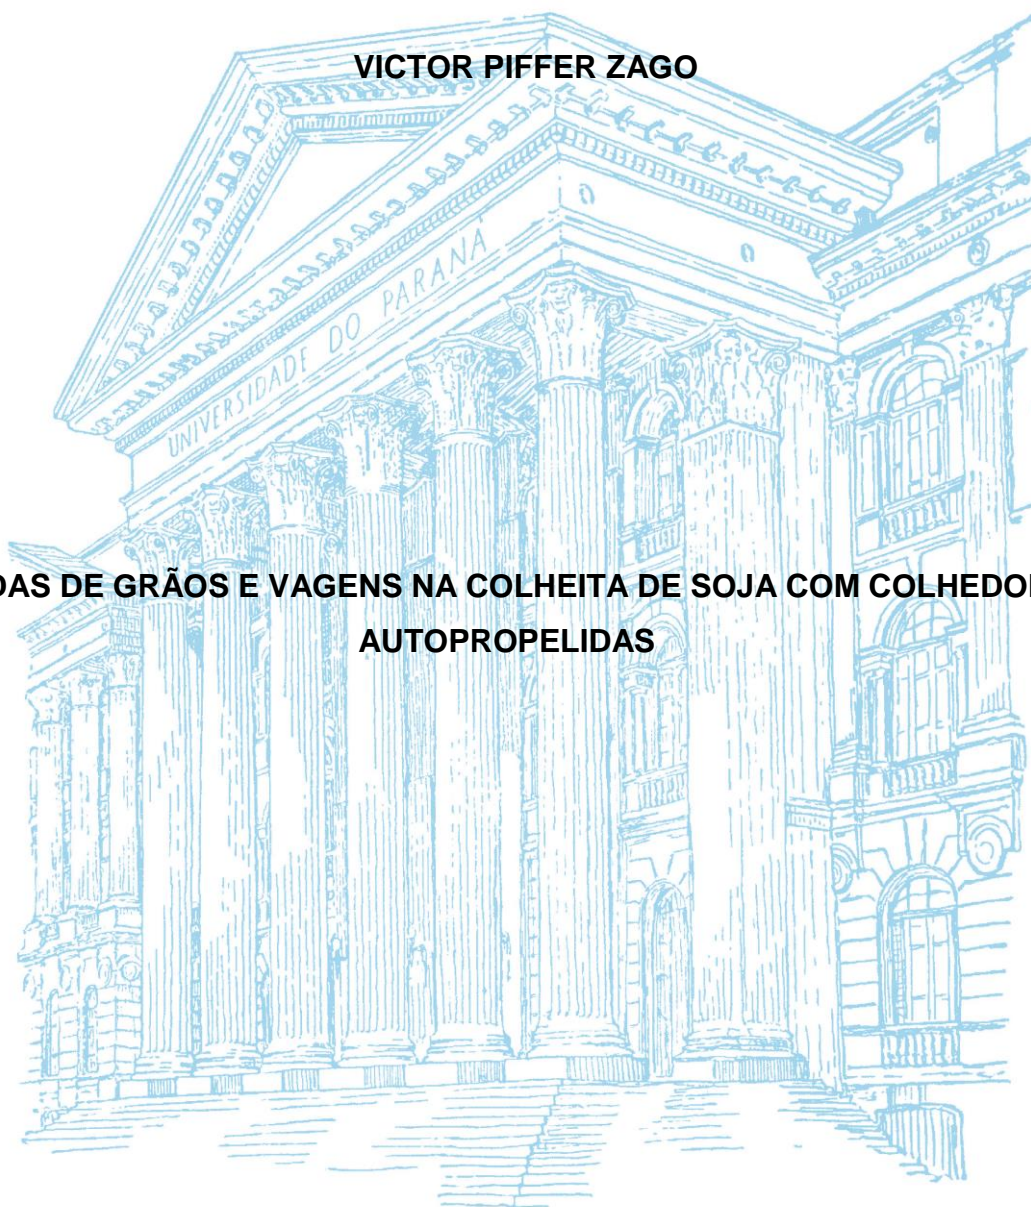 VICTOR PIFFER ZAGO
UNIVERSIDADE DO PARANÁ
DAS DE GRÃOS E VAGENS NA COLHEITA DE SOJA COM COLHEDO
AUTOPROPELIDAS